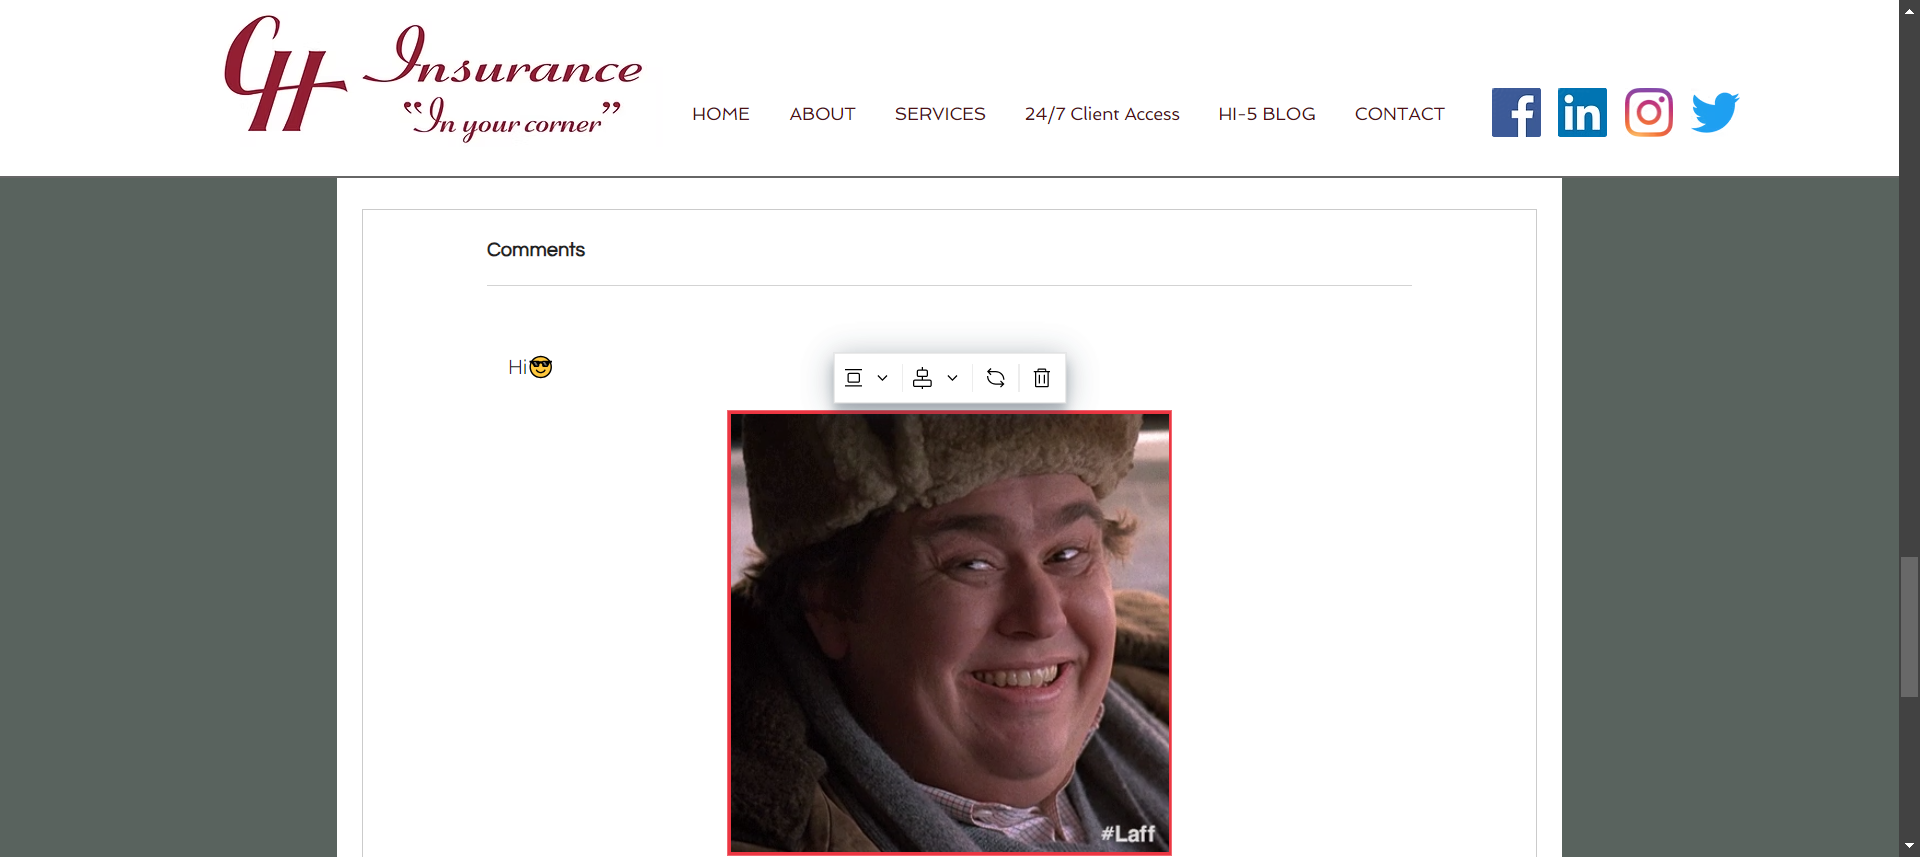 CH Insurance
“In your corner”
HOME ABOUT SERVICES 24/7 Client Access HI-5 BLOG CONTACT
Comments
Hi😎
#Laff